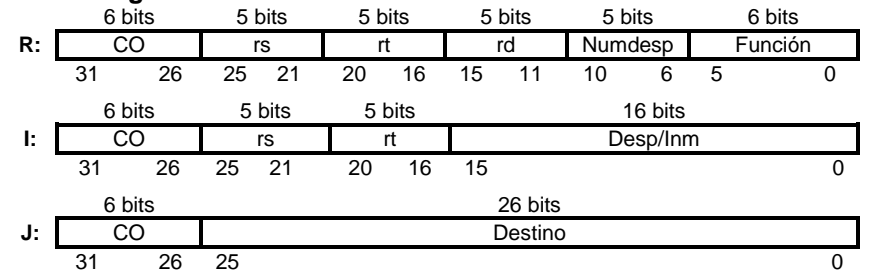 6 bits 5 bits 5 bits 5 bits 5 bits 6 bits
R: CO rs rt rd Numdesp Función
31 26 25 21 20 16 15 11 10 6 5 0
6 bits 5 bits 5 bits 16 bits
I: CO rs rt Desp/Inm
31 26 25 21 20 16 15 0
6 bits 26 bits
J: CO Destino
31 26 25 0